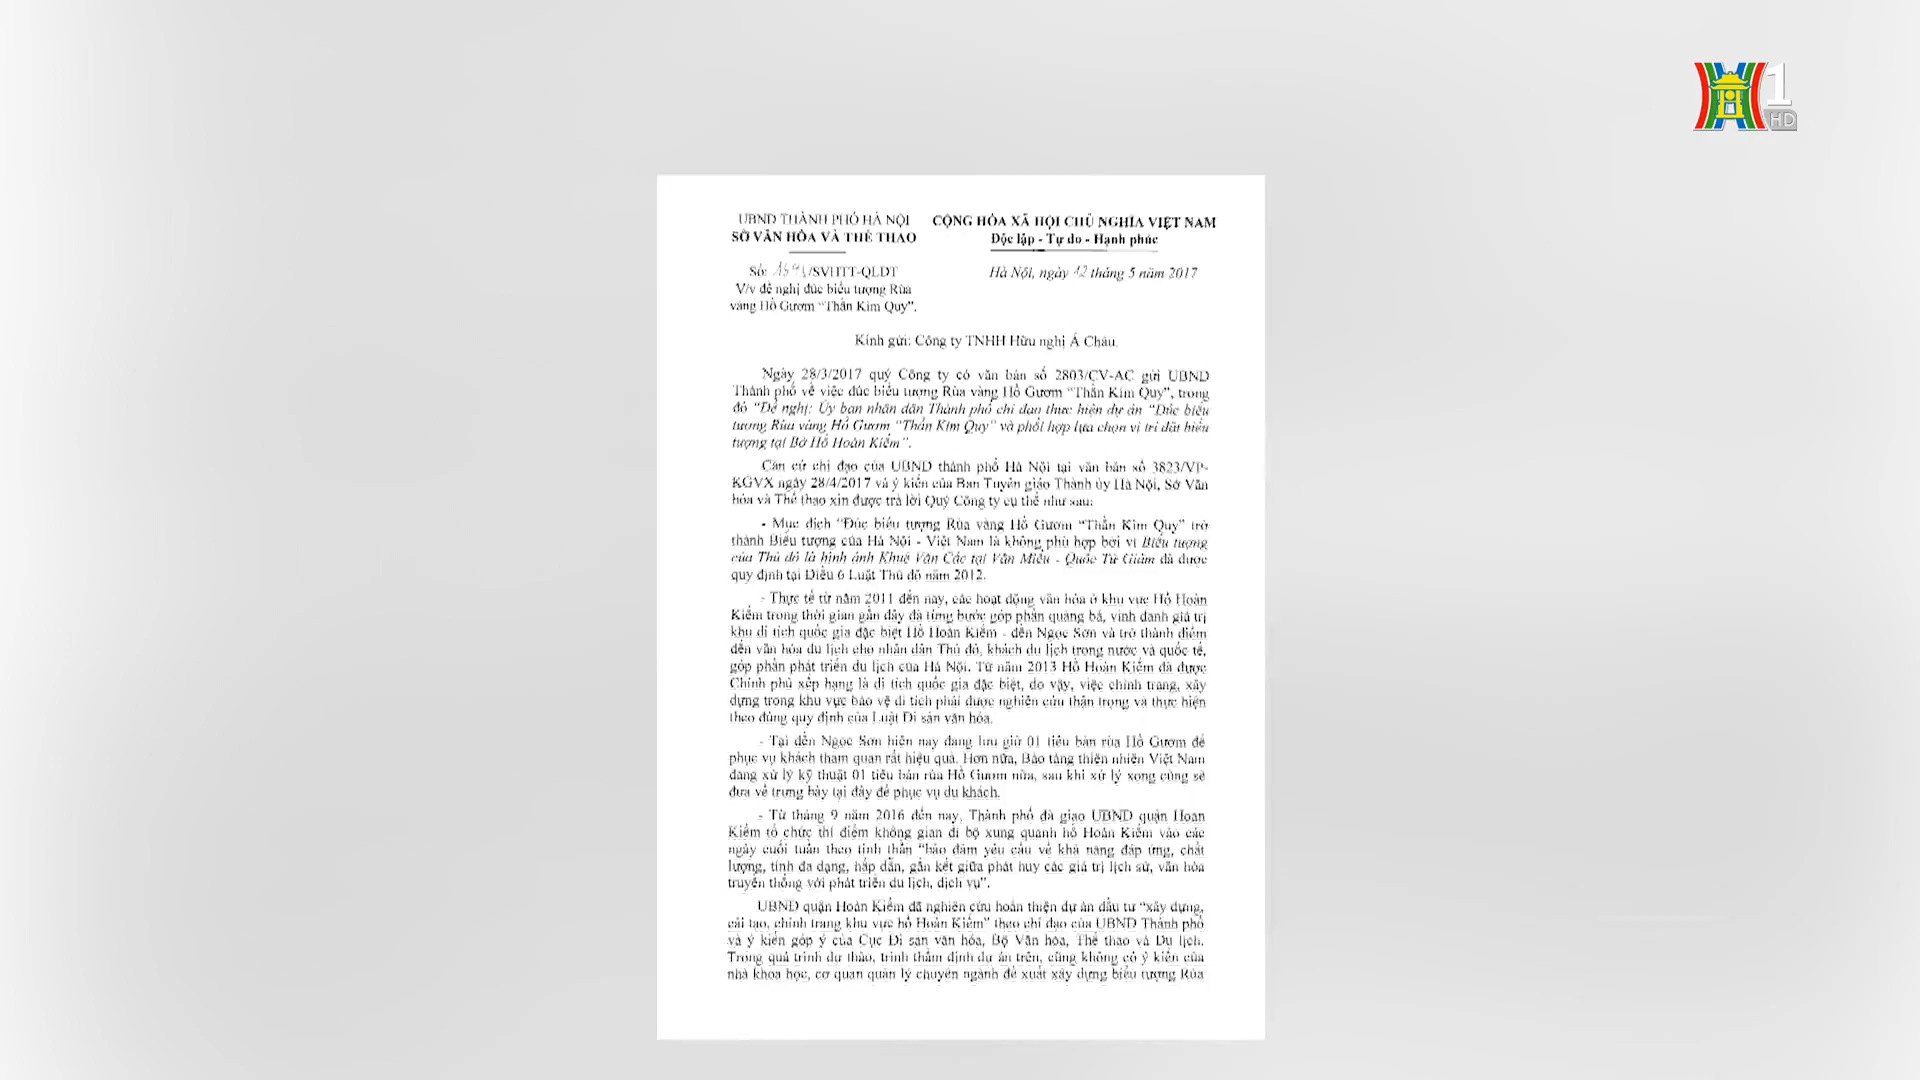 1
HD
UBND THÀNH PHỐ HÀ NỘI
SỞ VĂN HÓA VÀ THỂ THAO
CỘNG HÒA XÃ HỘI CHỦ NGHĨA VIỆT NAM
Độc lập - Tự do - Hạnh phúc
Số: /SVHTT-QLDT
V/v đề nghị đúc biểu tượng Rùa
vàng Hồ Gươm “Thần Kim Quy”.
Hà Nội, ngày 12 tháng 5 năm 2017
Kính gửi: Công ty TNHH Hữu nghị Á Châu.
Ngày 28/3/2017 quý Công ty có văn bản số 2803/CV-AC gửi UBND
Thành phố về việc đúc biểu tượng Rùa vàng Hồ Gươm “Thần Kim Quy”, trong
đó “Đề nghị: Ủy ban nhân dân Thành phố chỉ đạo thực hiện dự án “Đúc biểu
tượng Rùa vàng Hồ Gươm “Thần Kim Quy” và phối hợp lựa chọn vị trí đặt biểu
tượng tại Bờ Hồ Hoàn Kiếm”.
Căn cứ chỉ đạo của UBND thành phố Hà Nội tại văn bản số 3823/VP-
KGVX ngày 28/4/2017 và ý kiến của Ban Tuyên giáo Thành ủy Hà Nội, Sở Văn
hóa và Thể thao xin được trả lời Quý Công ty cụ thể như sau:
- Mục đích “Đúc biểu tượng Rùa vàng Hồ Gươm “Thần Kim Quy” trở
thành Biểu tượng của Hà Nội - Việt Nam là không phù hợp bởi vì Biểu tượng
của Thủ đô là hình ảnh Khuê Văn Các tại Văn Miếu - Quốc Tử Giám đã được
quy định tại Điều 6 Luật Thủ đô năm 2012.
- Thực tế từ năm 2011 đến nay, các hoạt động văn hóa ở khu vực Hồ Hoàn
Kiếm trong thời gian gần đây đã từng bước góp phần quảng bá, vinh danh giá trị
khu di tích quốc gia đặc biệt Hồ Hoàn Kiếm - đền Ngọc Sơn và trở thành điểm
đến văn hóa du lịch cho nhân dân Thủ đô, khách du lịch trong nước và quốc tế,
góp phần phát triển du lịch của Hà Nội. Từ năm 2013 Hồ Hoàn Kiếm đã được
Chính phủ xếp hạng là di tích quốc gia đặc biệt, do vậy, việc chỉnh trang, xây
dựng trong khu vực bảo vệ di tích phải được nghiên cứu thận trọng và thực hiện
theo đúng quy định của Luật Di sản văn hóa.
- Tại đền Ngọc Sơn hiện nay đang lưu giữ 01 tiêu bản rùa Hồ Gươm để
phục vụ khách tham quan rất hiệu quả. Hơn nữa, Bảo tàng thiên nhiên Việt Nam
đang xử lý kỹ thuật 01 tiêu bản rùa Hồ Gươm nữa, sau khi xử lý xong cũng sẽ
đưa về trưng bày tại đây để phục vụ du khách.
- Từ tháng 9 năm 2016 đến nay, Thành phố đã giao UBND quận Hoàn
Kiếm tổ chức thí điểm không gian đi bộ xung quanh hồ Hoàn Kiếm vào các
ngày cuối tuần theo tinh thần “bảo đảm yêu cầu về khả năng đáp ứng, chất
lượng, tính đa dạng, hấp dẫn, gắn kết giữa phát huy các giá trị lịch sử, văn hóa
truyền thống với phát triển du lịch, dịch vụ”.
UBND quận Hoàn Kiếm đã nghiên cứu hoàn thiện dự án đầu tư “xây dựng,
cải tạo, chỉnh trang khu vực hồ Hoàn Kiếm” theo chỉ đạo của UBND Thành phố
và ý kiến góp ý của Cục Di sản văn hóa, Bộ Văn hóa, Thể thao và Du lịch.
Trong quá trình dự thảo, trình thẩm định dự án trên, cũng không có ý kiến của
nhà khoa học, cơ quan quản lý chuyên ngành đề xuất xây dựng biểu tượng Rùa